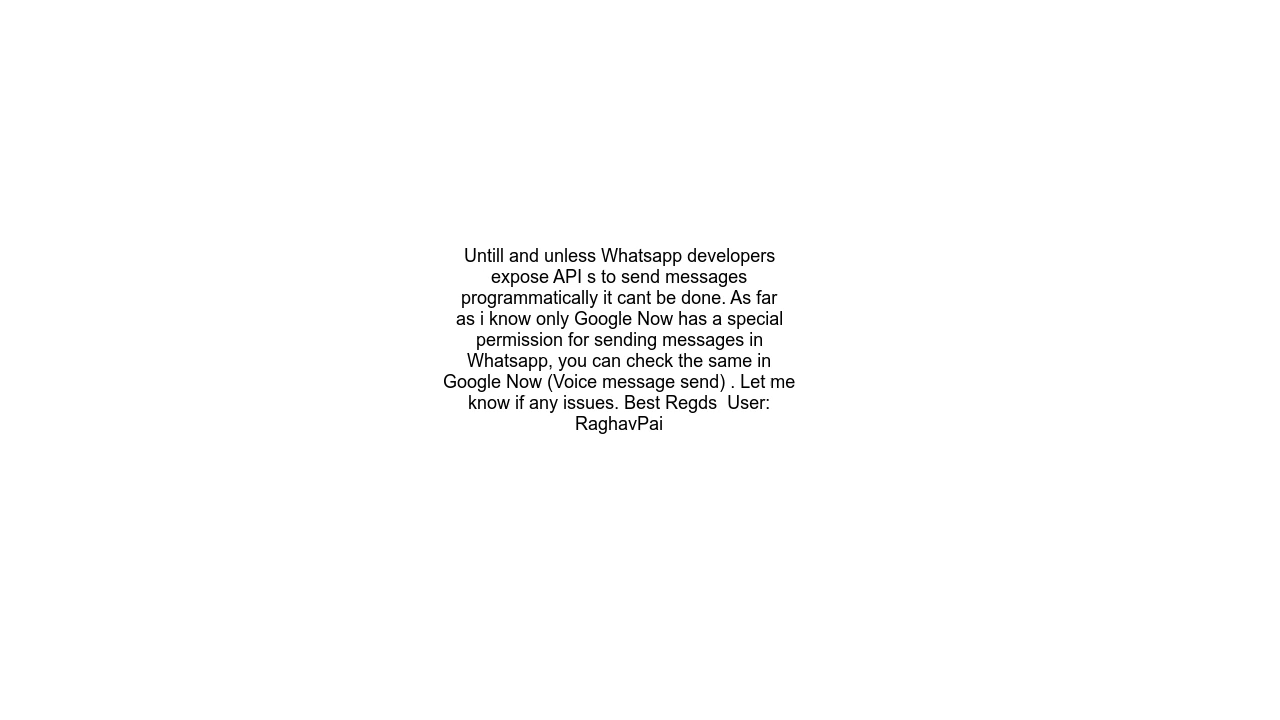 Untill and unless Whatsapp developers
expose API s to send messages
programmatically it cant be done. As far
as i know only Google Now has a special
permission for sending messages in
Whatsapp, you can check the same in
Google Now (Voice message send) . Let me
know if any issues. Best Regds  User:
RaghavPai